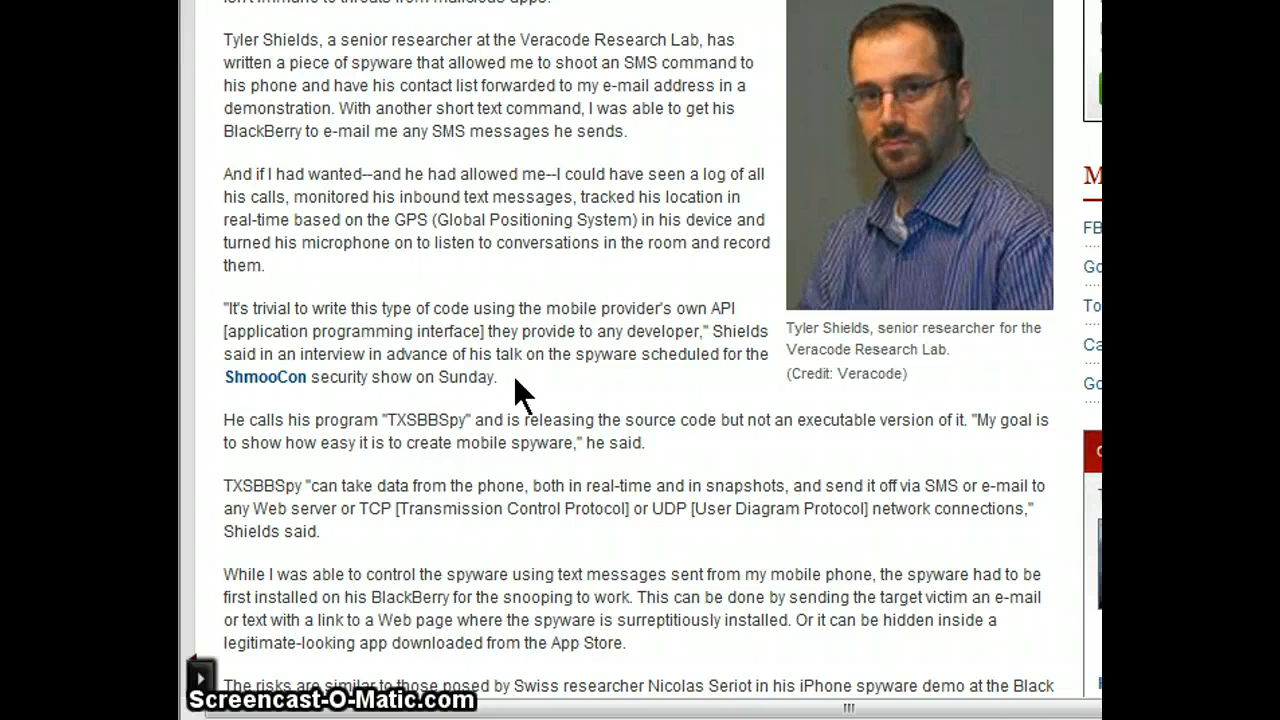 Tyler Shields, a senior researcher at the Veracode Research Lab, has
written a piece of spyware that allowed me to shoot an SMS command to
his phone and have his contact list forwarded to my e-mail address in a
demonstration. With another short text command, I was able to get his
BlackBerry to e-mail me any SMS messages he sends.
And if I had wanted--and he had allowed me--I could have seen a log of all
his calls, monitored his inbound text messages, tracked his location in
real-time based on the GPS (Global Positioning System) in his device and
turned his microphone on to listen to conversations in the room and record
them.
"It's trivial to write this type of code using the mobile provider's own API
[application programming interface] they provide to any developer," Shields
said in an interview in advance of his talk on the spyware scheduled for the
ShmooCon security show on Sunday.
Tyler Shields, senior researcher for the
Veracode Research Lab.
(Credit: Veracode)
He calls his program "TXSBBSpy" and is releasing the source code but not an executable version of it. "My goal is
to show how easy it is to create mobile spyware," he said.
TXSBBSpy "can take data from the phone, both in real-time and in snapshots, and send it off via SMS or e-mail to
any Web server or TCP [Transmission Control Protocol] or UDP [User Diagram Protocol] network connections,"
Shields said.
While I was able to control the spyware using text messages sent from my mobile phone, the spyware had to be
first installed on his BlackBerry for the snooping to work. This can be done by sending the target victim an e-mail
or text with a link to a Web page where the spyware is surreptitiously installed. Or it can be hidden inside a
legitimate-looking app downloaded from the App Store.
The risks are similar to those posed by Swiss researcher Nicolas Seriot in his iPhone spyware demo at the Black
Screencast-O-Matic.com
M
FB
Go
To
Ca
Go